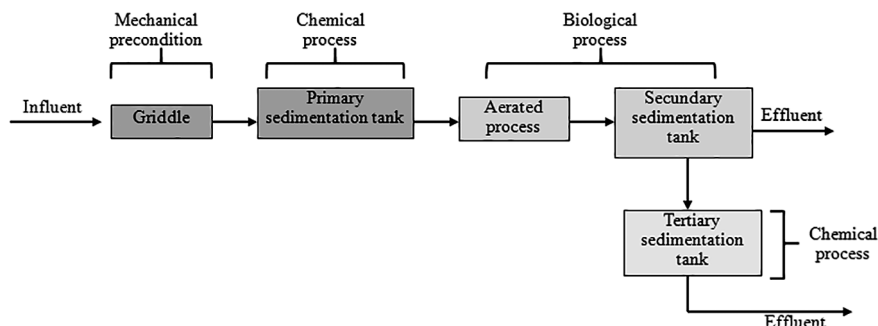 Mechanical
precondition
Chemical
process
Biological
process
Influent
Griddle
Primary
sedimentation tank
Aerated
process
Secundary
sedimentation
tank
Effluent
Tertiary
sedimentation
tank
Chemical
process
Effluent